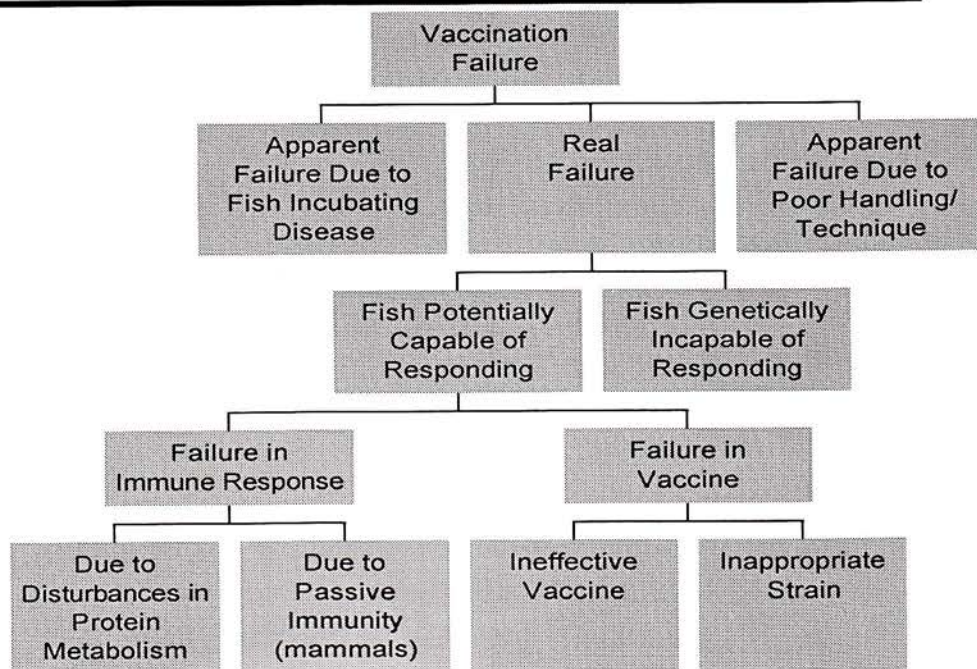 Vaccination
Failure
Apparent
Failure Due to
Fish Incubating
Disease
Real
Failure
Apparent
Failure Due to
Poor Handling/
Technique
Fish Potentially
Capable of
Responding
Fish Genetically
Incapable of
Responding
Failure in
Immune Response
Failure in
Vaccine
Due to
Disturbances in
Protein
Metabolism
Due to
Passive
Immunity
(mammals)
Ineffective
Vaccine
Inappropriate
Strain